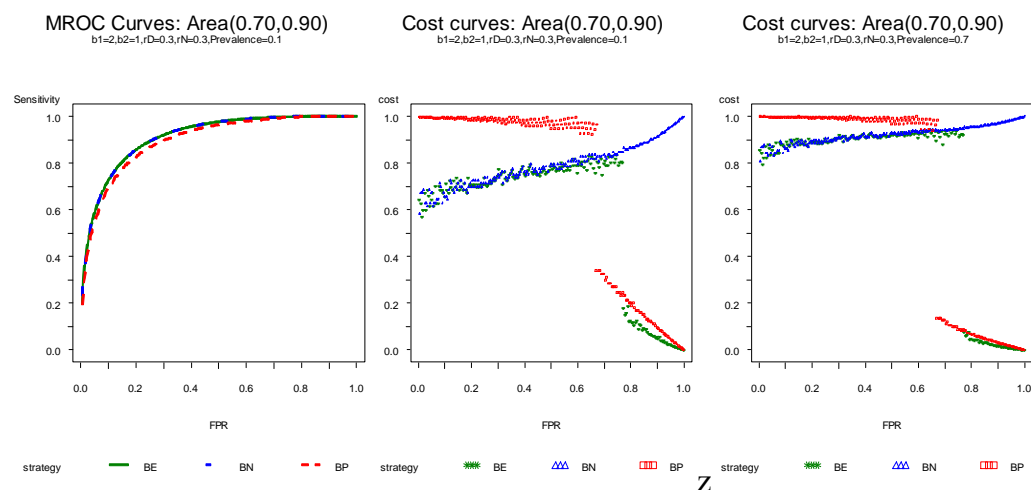 MROC Curves: Area(0.70,0.90)
b1=2,b2=1,rD=0.3,rN=0.3,Prevalence=0.1
Sensitivity
1.0
0.8
0.6
0.4
0.2
0.0
0.0 0.2 0.4 0.6 0.8 1.0
FPR
strategy BE BN BP
Cost curves: Area(0.70,0.90)
b1=2,b2=1,rD=0.3,rN=0.3,Prevalence=0.1
cost
1.0
0.8
0.6
0.4
0.2
0.0
0.0 0.2 0.4 0.6 0.8 1.0
FPR
strategy BE BN BP
Cost curves: Area(0.70,0.90)
b1=2,b2=1,rD=0.3,rN=0.3,Prevalence=0.7
cost
1.0
0.8
0.6
0.4
0.2
0.0
0.0 0.2 0.4 0.6 0.8 1.0
FPR
strategy BE BN BP
z